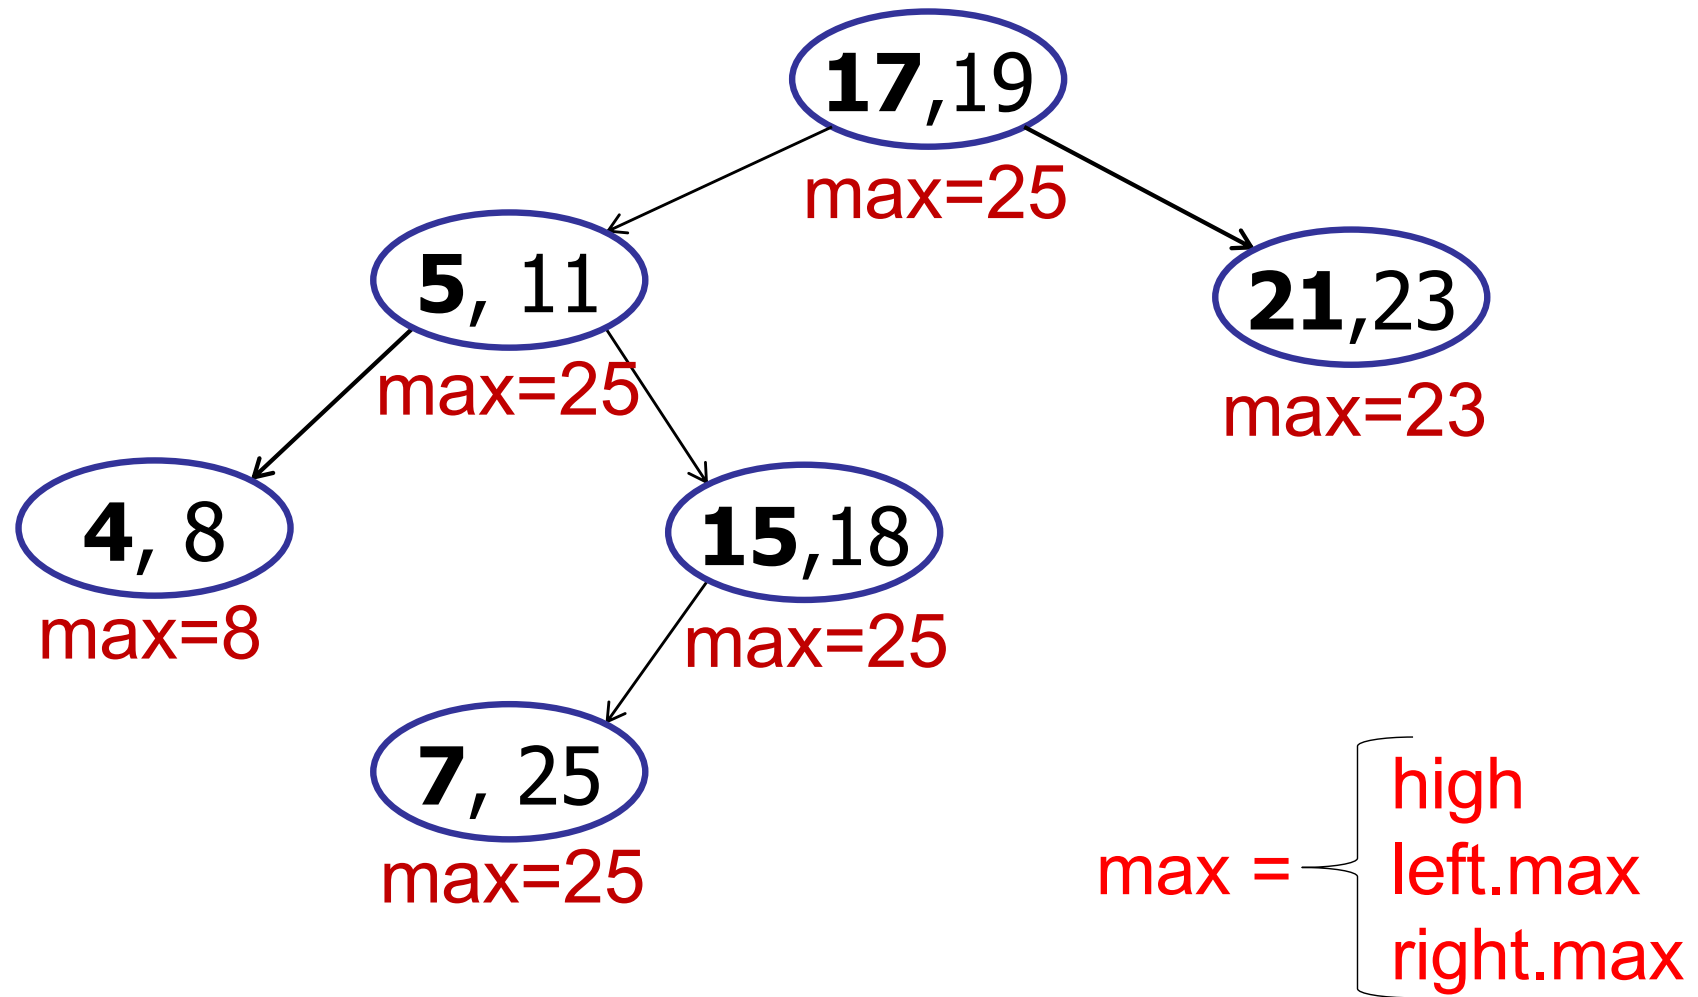 17,19
max=25
5, 11
max=25
21,23
max=23
4, 8
max=8
15,18
max=25
7, 25
max=25
max =
high
left.max
right.max